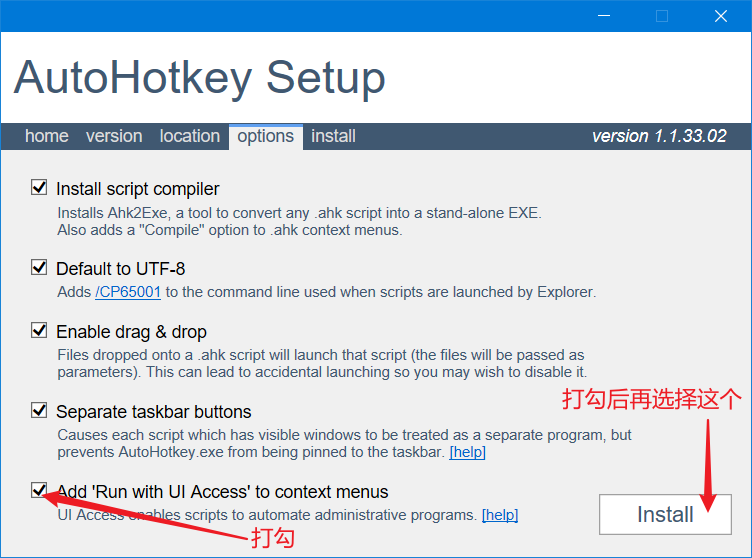 AutoHotkey Setup
home version location options install version 1.1.33.02
Install script compiler
Installs Ahk2Exe, a tool to convert any .ahk script into a stand-alone EXE.
Also adds a "Compile" option to .ahk context menus.
Default to UTF-8
Adds /CP65001 to the command line used when scripts are launched by Explorer.
Enable drag & drop
Files dropped onto a .ahk script will launch that script (the files will be passed as
parameters). This can lead to accidental launching so you may wish to disable it.
打勾后再选择这个
Separate taskbar buttons
Causes each script which has visible windows to be treated as a separate program, but
prevents AutoHotkey.exe from being pinned to the taskbar. [help]
Add 'Run with UI Access' to context menus
UI Access enables scripts to automate administrative programs. [help]
Install
打勾